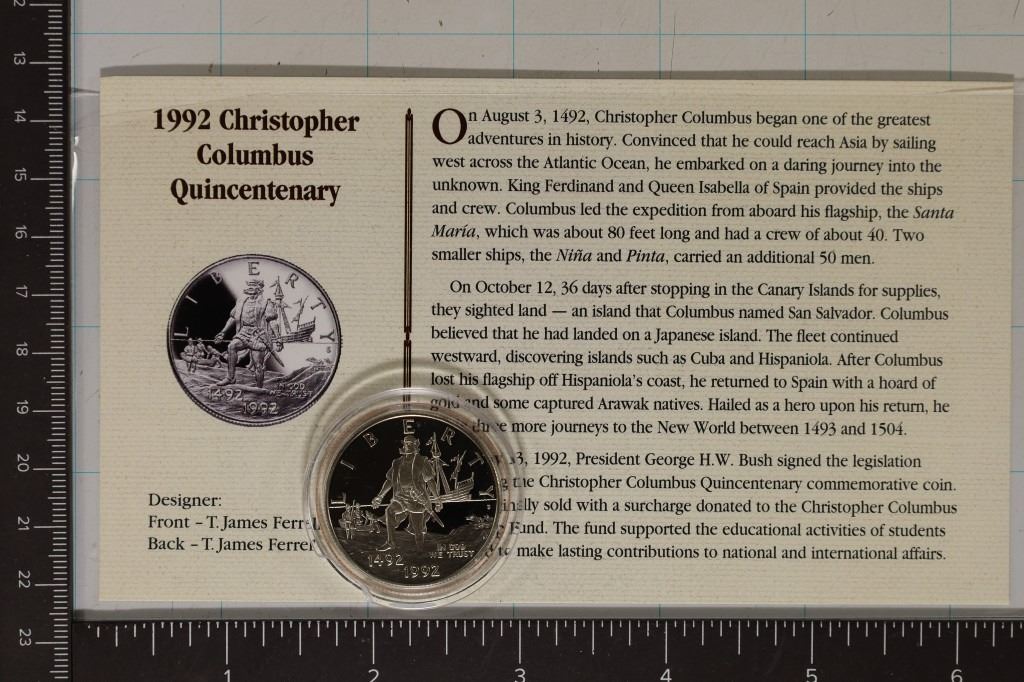 1992 Christopher
Columbus
Quincentenary
LIBERTY
IN GOD
WE TRUST
1492
1992
Designer:
Front – T. James
Back – T. James
On August 3, 1492, Christopher Columbus began one of the greatest
adventures in history. Convinced that he could reach Asia by sailing
west across the Atlantic Ocean, he embarked on a daring journey into the
unknown. King Ferdinand and Queen Isabella of Spain provided the ships
and crew. Columbus led the expedition from aboard his flagship, the Santa
María, which was about 80 feet long and had a crew of about 40. Two
smaller ships, the Niña and Pinta, carried an additional 50 men.
On October 12, 36 days after stopping in the Canary Islands for supplies,
they sighted land — an island that Columbus named San Salvador. Columbus
believed that he had landed on a Japanese island. The fleet continued
westward, discovering islands such as Cuba and Hispaniola. After Columbus
lost his flagship off Hispaniola's coast, he returned to Spain with a hoard of
gold and some captured Arawak natives. Hailed as a hero upon his return, he
three more journeys to the New World between 1493 and 1504.
13, 1992, President George H.W. Bush signed the legislation
the Christopher Columbus Quincentenary commemorative coin.
sold with a surcharge donated to the Christopher Columbus
Fund. The fund supported the educational activities of students
to make lasting contributions to national and international affairs.
LIBERTY
IN GOD
WE TRUST
1492
1992
12
13
14
15
16
17
18
19
20
21
22
23
1 2 3 4 5 6